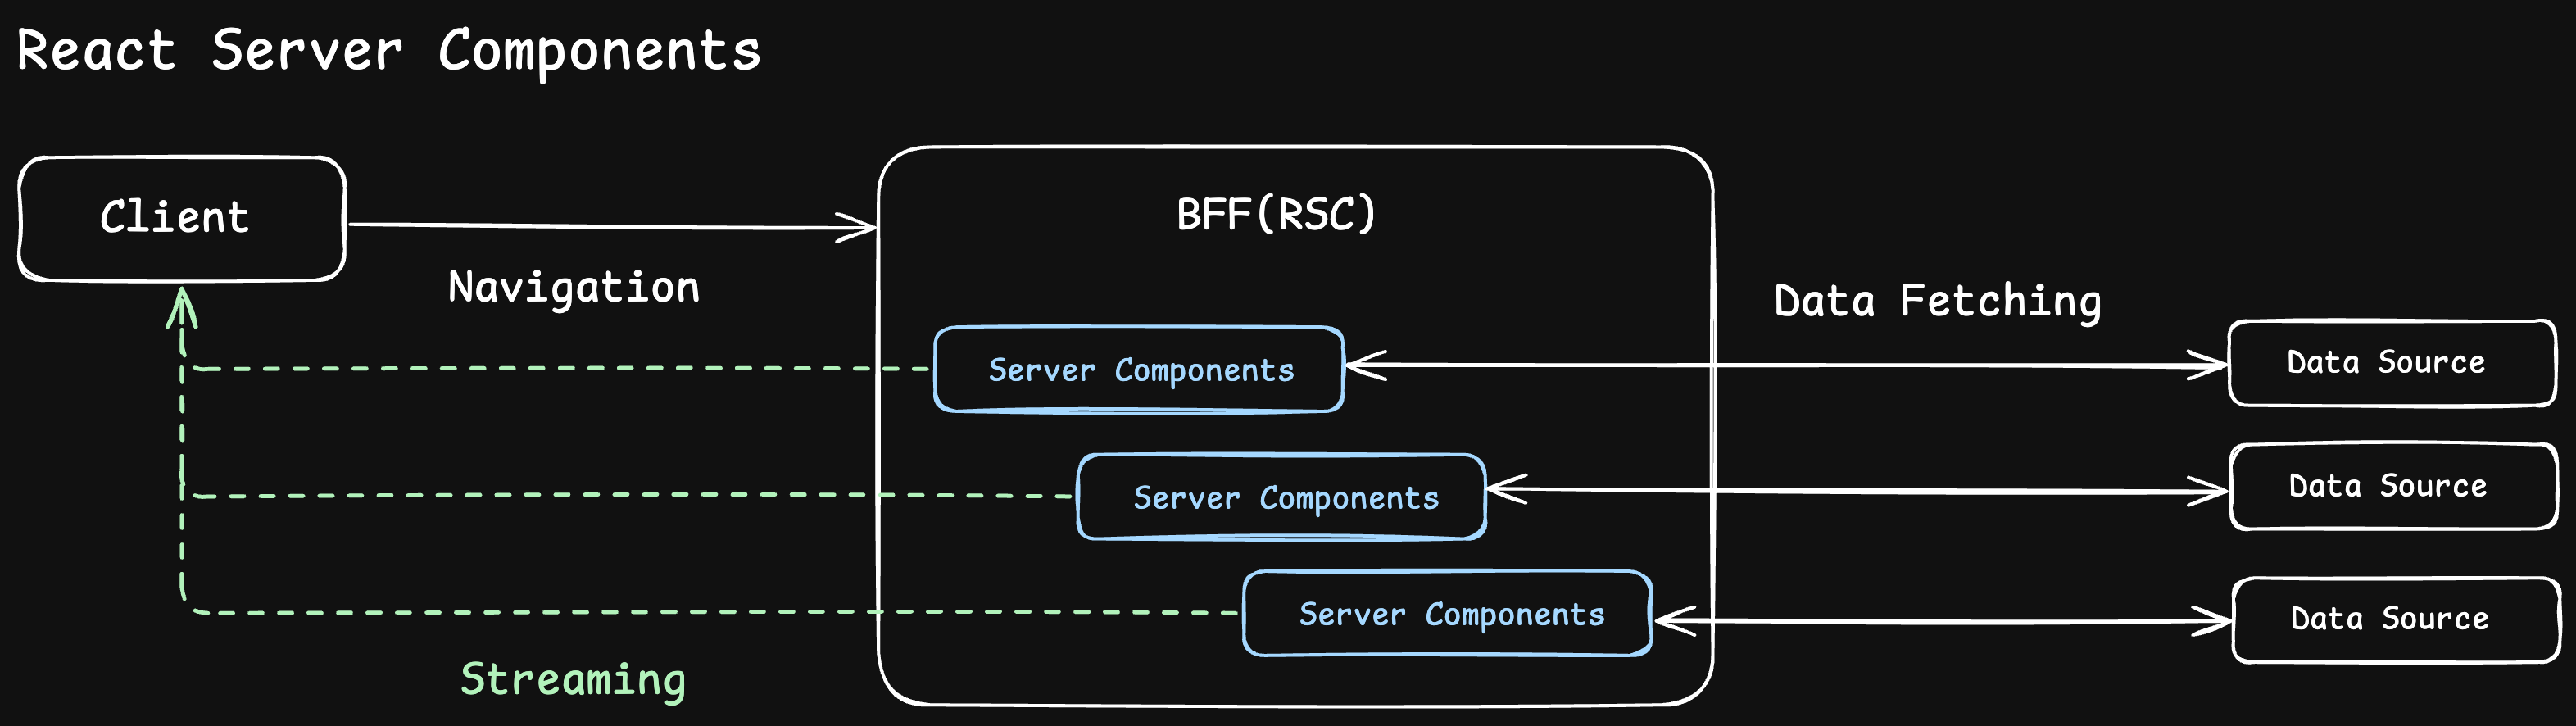 React Server Components
Client
BFF(RSC)
Navigation
Data Fetching
Server Components
Data Source
Server Components
Data Source
Server Components
Data Source
Streaming